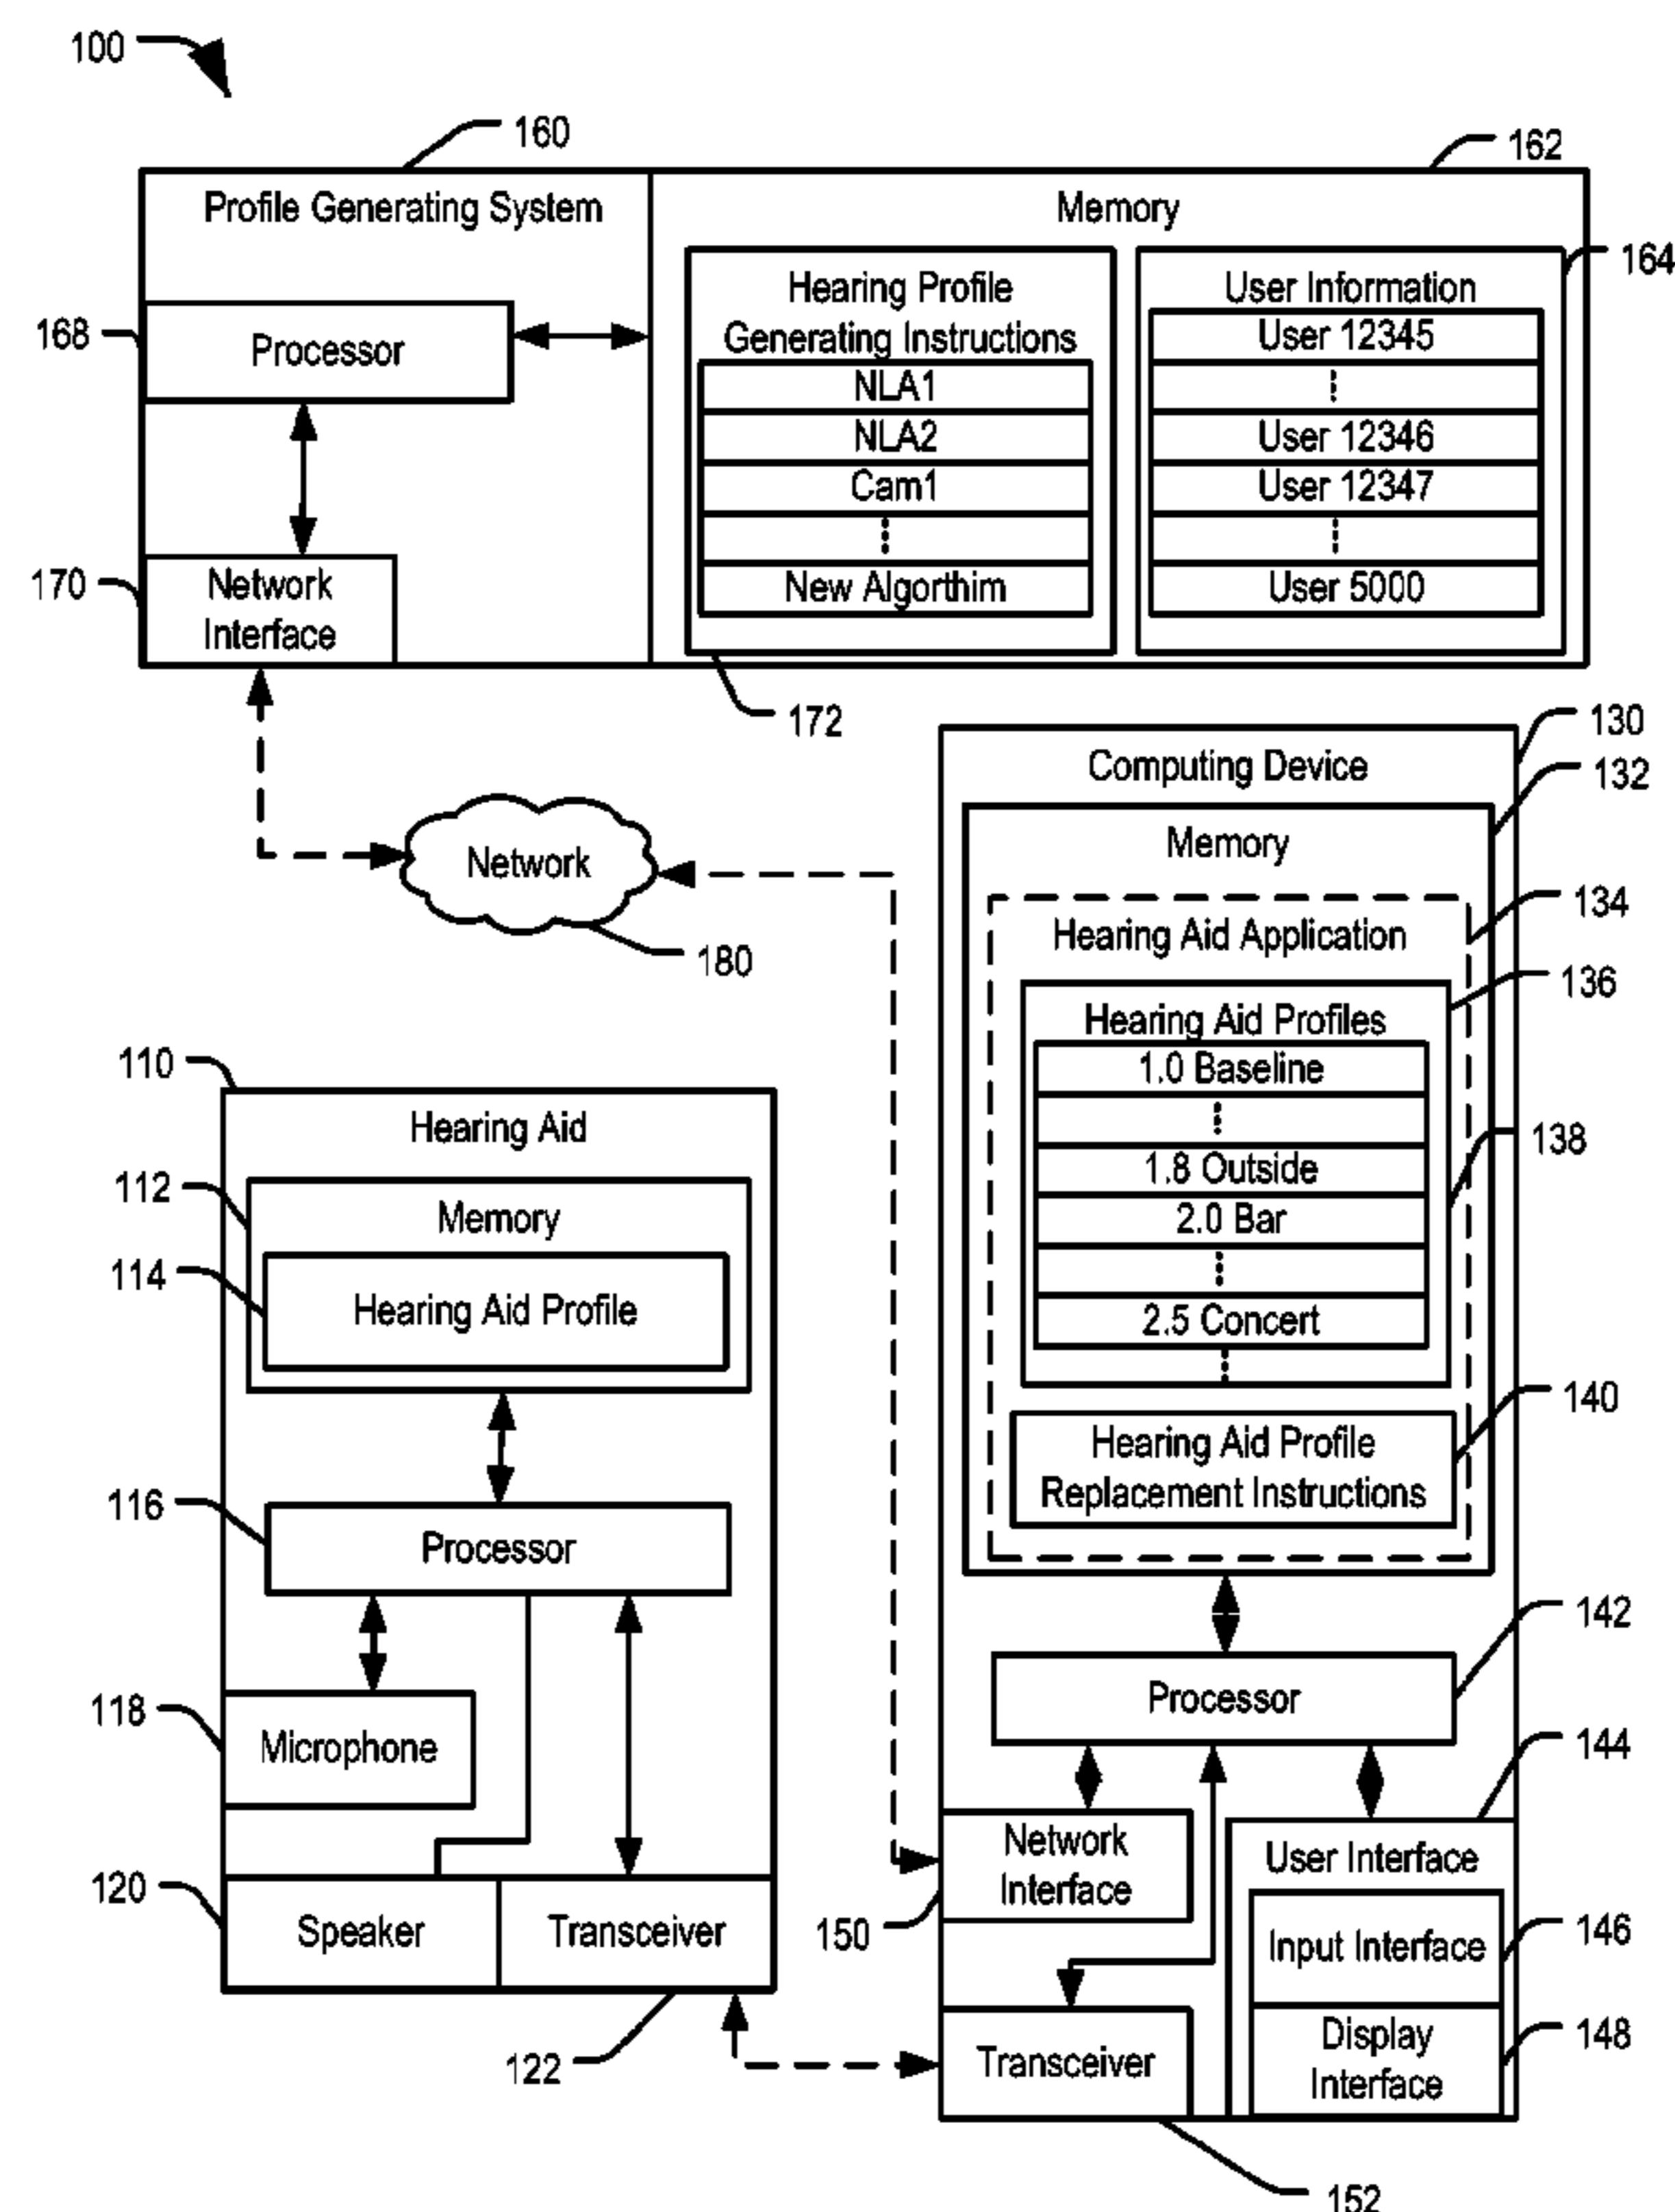 100
160
162
Profile Generating System
Memory
164
Hearing Profile
Generating Instructions
User Information
168
Processor
NLA1
NLA2
Cam1
New Algorthim
User 12345
User 12346
User 12347
User 5000
170
Network
Interface
172
130
Computing Device
132
Memory
Network
180
134
Hearing Aid Application
136
Hearing Aid Profiles
1.0 Baseline
1.8 Outside
138
2.0 Bar
2.5 Concert
140
Hearing Aid Profile
Replacement Instructions
110
Hearing Aid
112
Memory
114
Hearing Aid Profile
116
Processor
118
Microphone
120
Speaker
Transceiver
122
142
Processor
144
Network
Interface
150
User Interface
Input Interface
146
Display
Interface
148
Transceiver
152